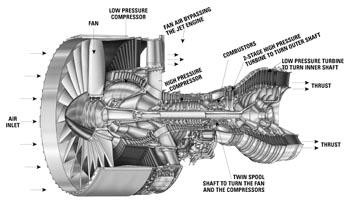 LOW PRESSURE
COMPRESSOR
FAN
FAN AIR BYPASSING
THE JET ENGINE
HIGH PRESSURE
COMPRESSOR
COMBUSTORS
2-STAGE HIGH PRESSURE
TURBINE TO TURN OUTER SHAFT
LOW PRESSURE TURBINE
TO TURN INNER SHAFT
THRUST
AIR
INLET
THRUST
TWIN SPOOL
SHAFT TO TURN THE FAN
AND THE COMPRESSORS